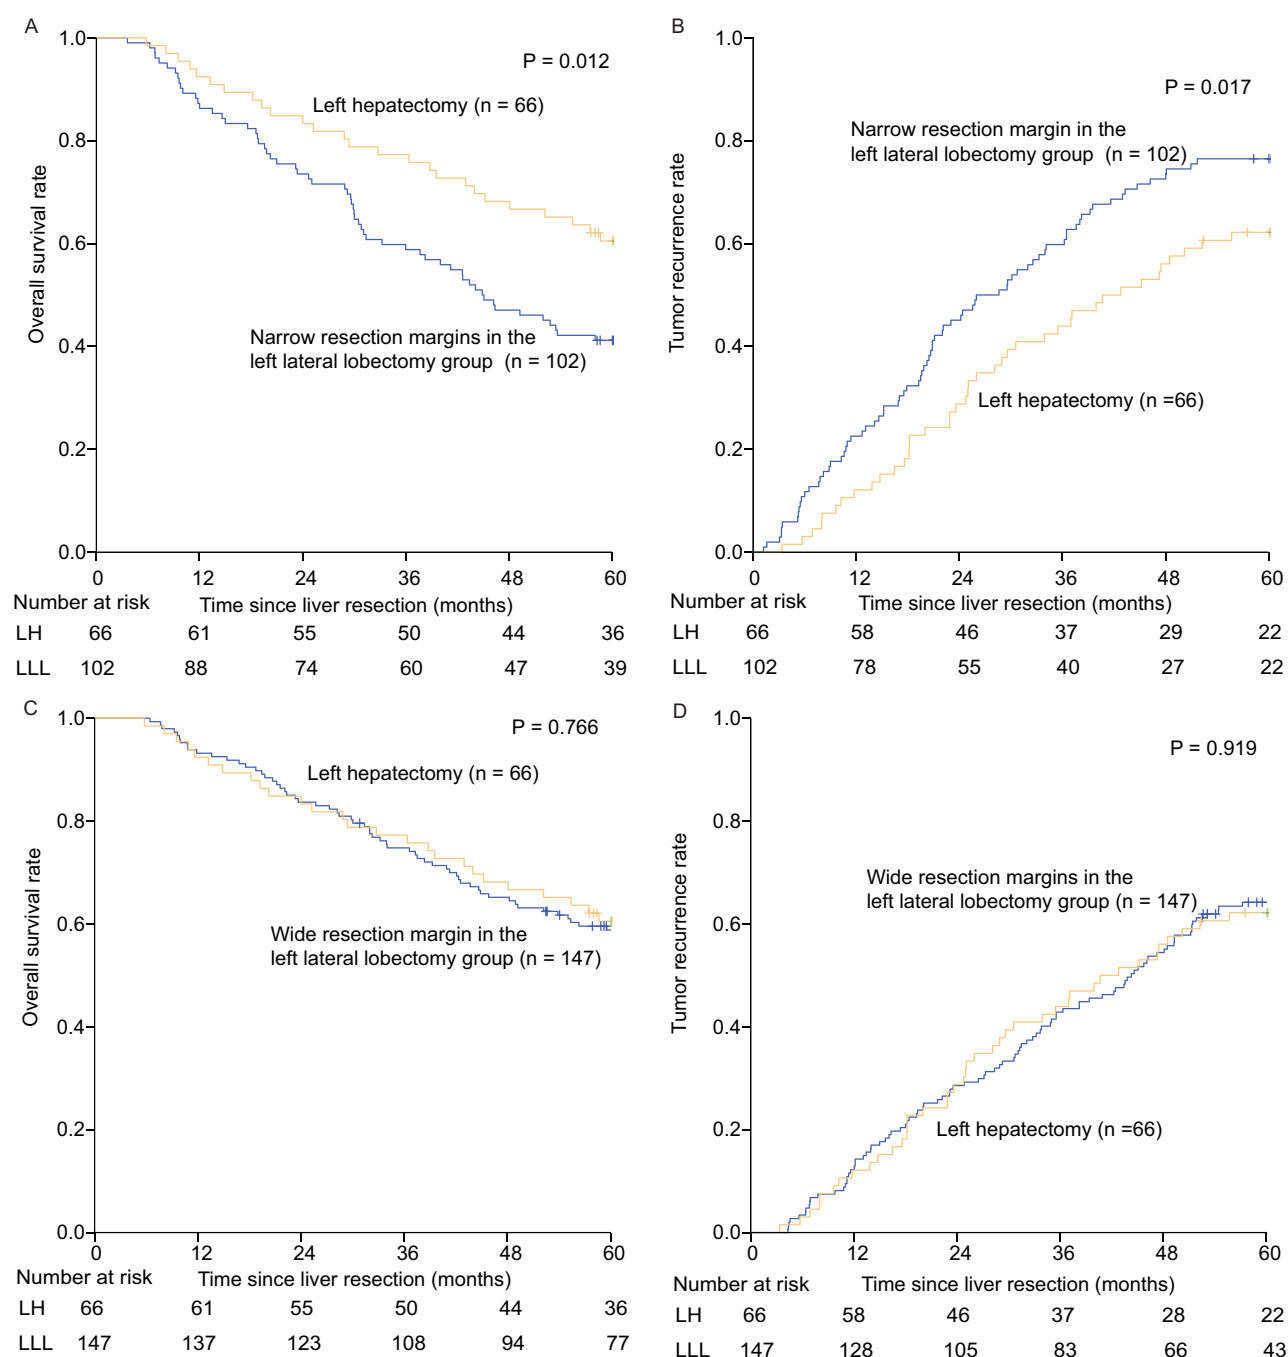 A
P = 0.012
Left hepatectomy (n = 66)
Narrow resection margins in the
left lateral lobectomy group (n = 102)
Overall survival rate
1.0
0.8
0.6
0.4
0.2
0.0
0 12 24 36 48 60
Number at risk Time since liver resection (months)
LH 66 61 55 50 44 36
LLL 102 88 74 60 47 39
B
P = 0.017
Narrow resection margin in the
left lateral lobectomy group (n = 102)
Left hepatectomy (n =66)
Tumor recurrence rate
1.0
0.8
0.6
0.4
0.2
0.0
0 12 24 36 48 60
Number at risk Time since liver resection (months)
LH 66 58 46 37 29 22
LLL 102 78 55 40 27 22
C
P = 0.766
Left hepatectomy (n = 66)
Wide resection margin in the
left lateral lobectomy group (n = 147)
Overall survival rate
1.0
0.8
0.6
0.4
0.2
0.0
0 12 24 36 48 60
Number at risk Time since liver resection (months)
LH 66 61 55 50 44 36
LLL 147 137 123 108 94 77
D
P = 0.919
Wide resection margins in the
left lateral lobectomy group (n = 147)
Left hepatectomy (n =66)
Tumor recurrence rate
1.0
0.8
0.6
0.4
0.2
0.0
0 12 24 36 48 60
Number at risk Time since liver resection (months)
LH 66 58 46 37 28 22
LLL 147 128 105 83 66 43